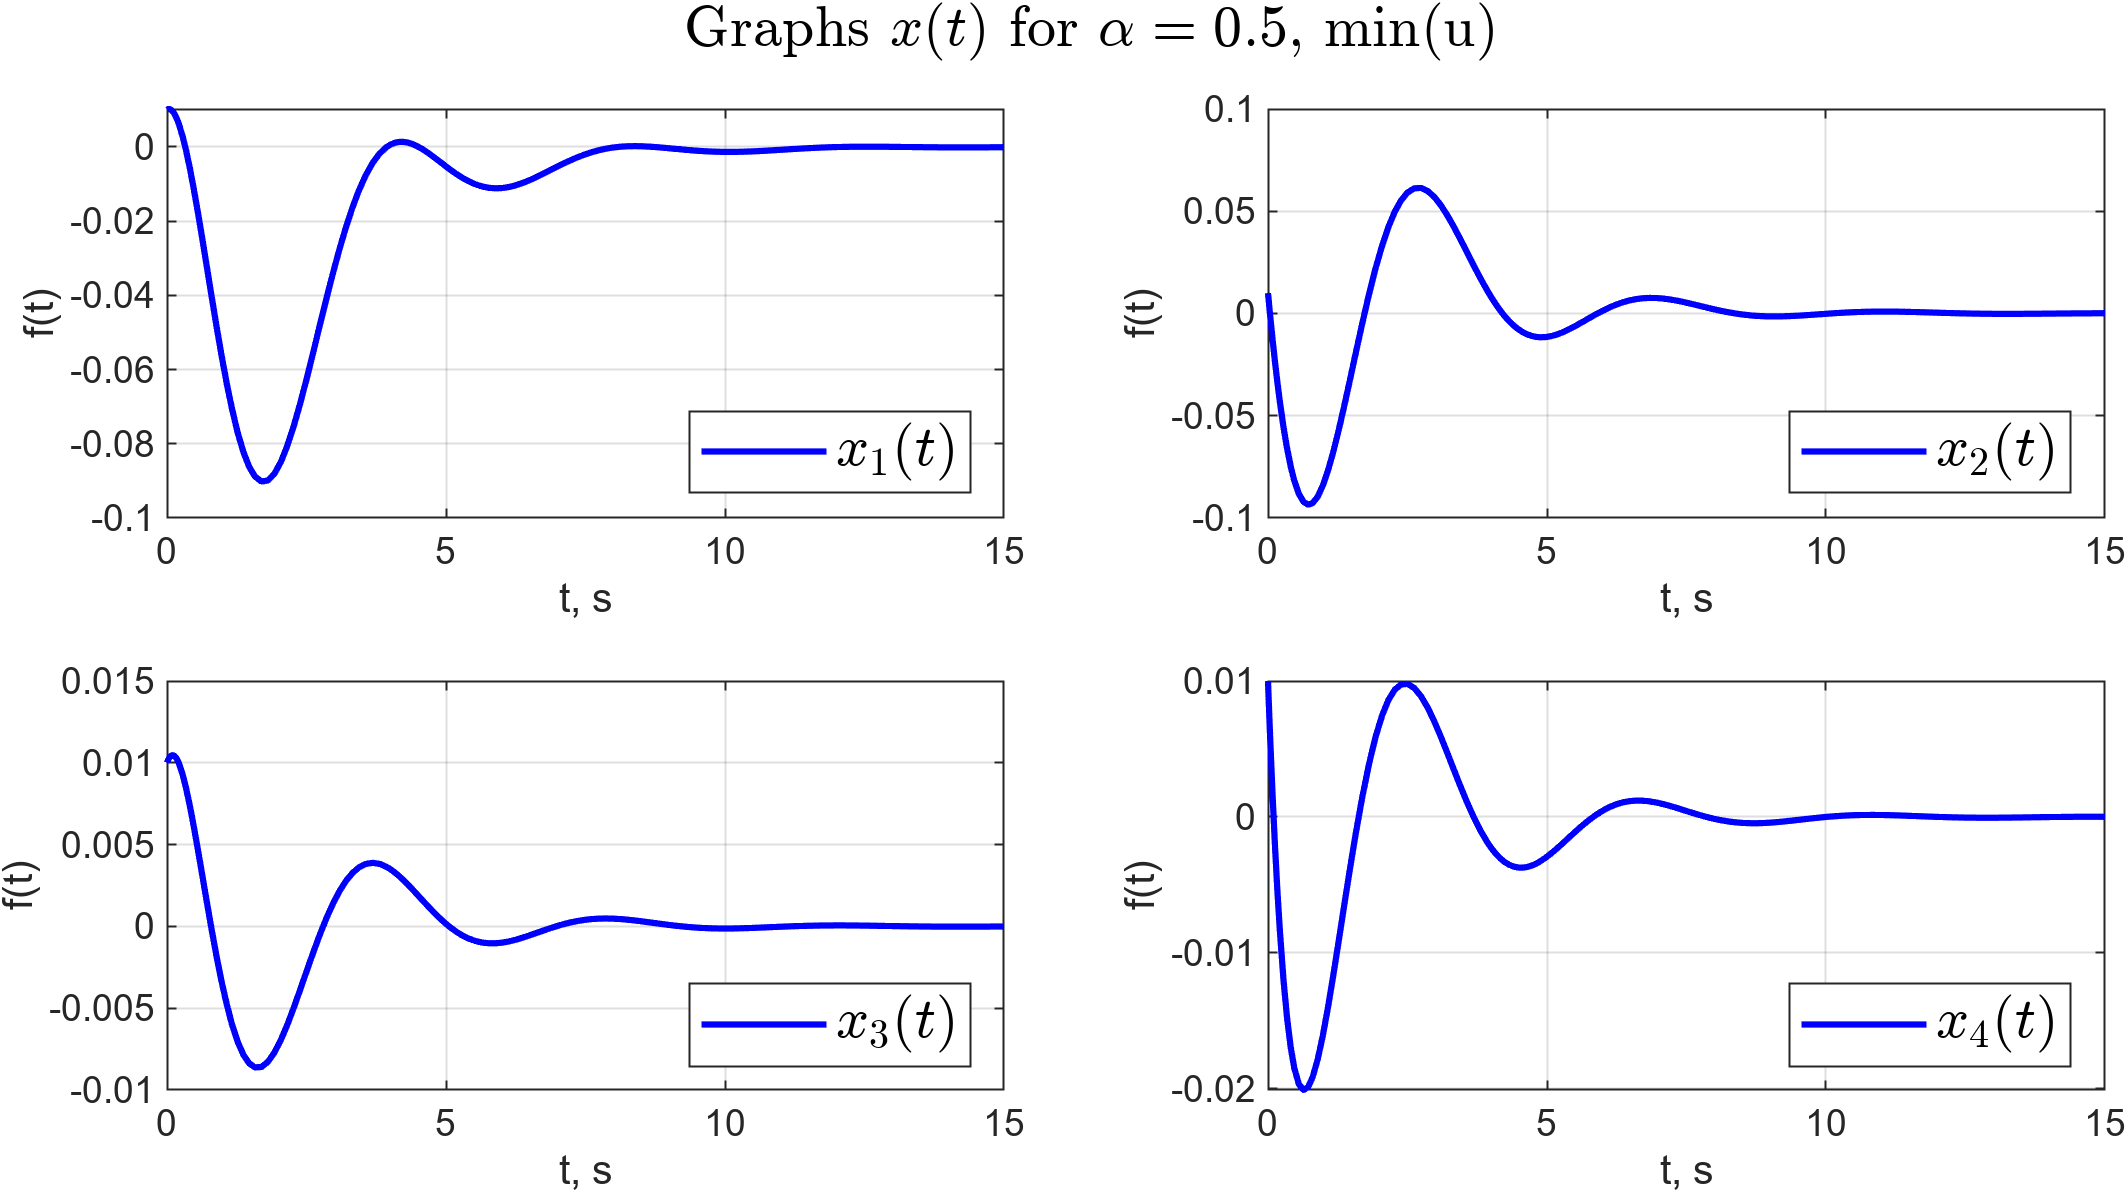 Graphs x(t) for α = 0.5, min(u)
0
-0.02
-0.04
-0.06
-0.08
-0.1
f(t)
0 5 10 15
t, s
x₁(t)
0.1
0.05
0
-0.05
-0.1
f(t)
0 5 10 15
t, s
x₂(t)
0.015
0.01
0.005
0
-0.005
-0.01
f(t)
0 5 10 15
t, s
x₃(t)
0.01
0
-0.01
-0.02
f(t)
0 5 10 15
t, s
x₄(t)